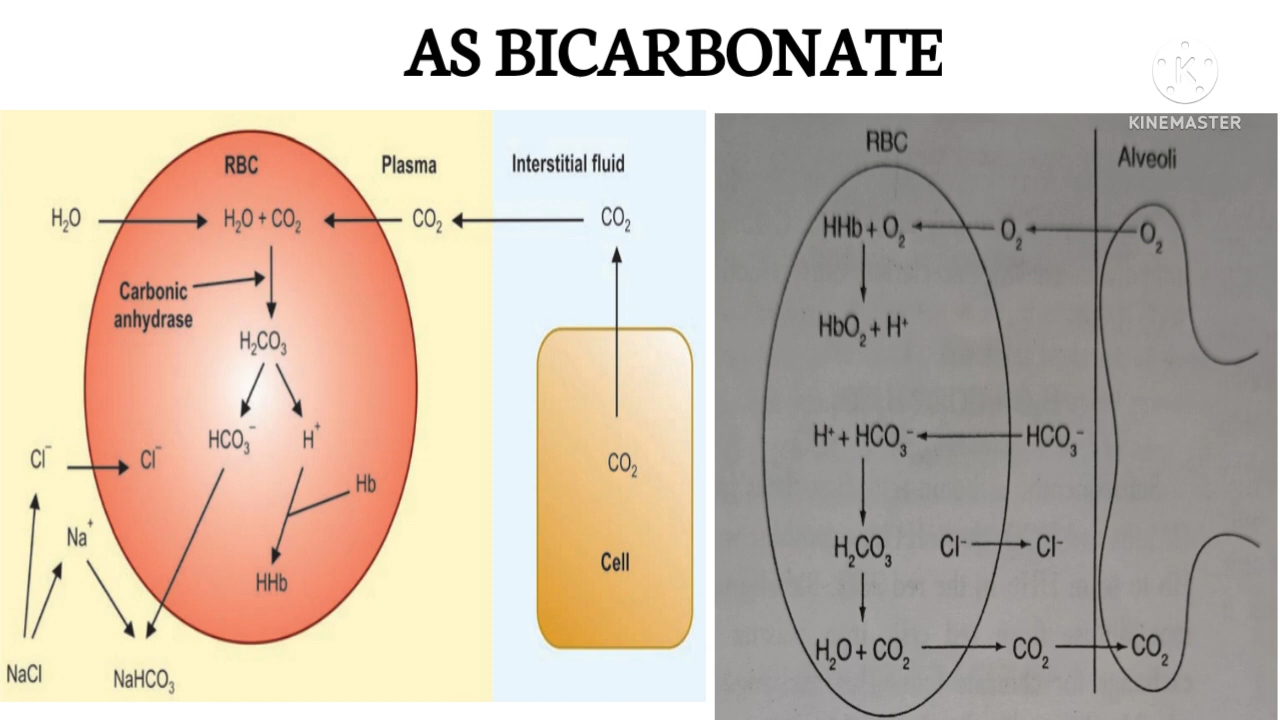 AS BICARBONATE
KINEMASTER
RBC
Plasma
Interstitial fluid
H₂O
H₂O + CO₂
CO₂
CO₂
Carbonic
anhydrase
H₂CO₃
HCO₃⁻
H⁺
Cl⁻
Cl⁻
Hb
CO₂
Na⁺
HHb
Cell
NaCl
NaHCO₃
RBC
Alveoli
HHb + O₂
O₂
O₂
HbO₂ + H⁺
H⁺ + HCO₃⁻
HCO₃⁻
H₂CO₃
Cl⁻
Cl⁻
H₂O + CO₂
CO₂
CO₂